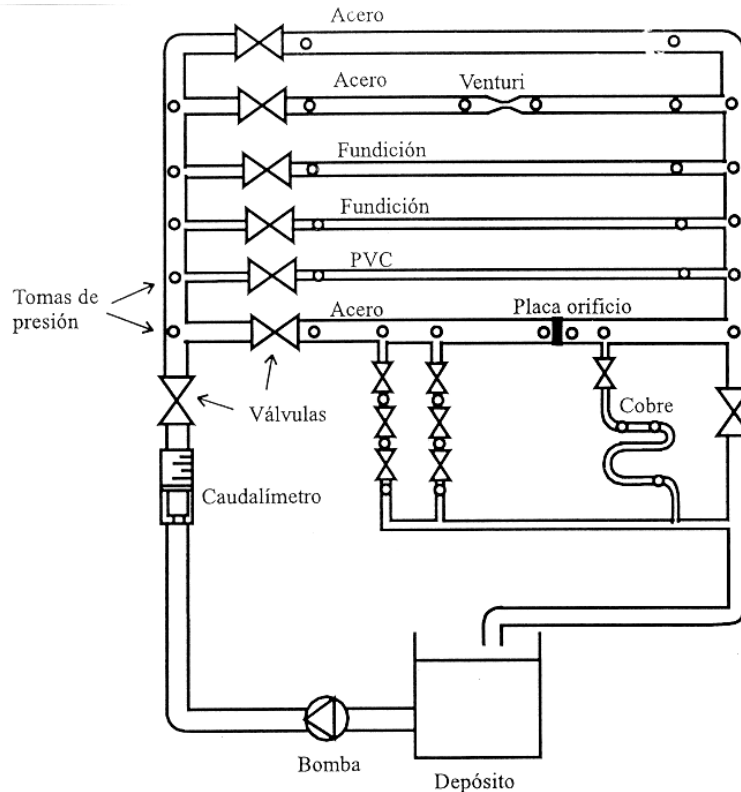 Acero
Acero
Venturi
Fundición
Fundición
PVC
Tomas de
presión
Acero
Placa orificio
Válvulas
Cobre
Caudalímetro
Bomba
Depósito